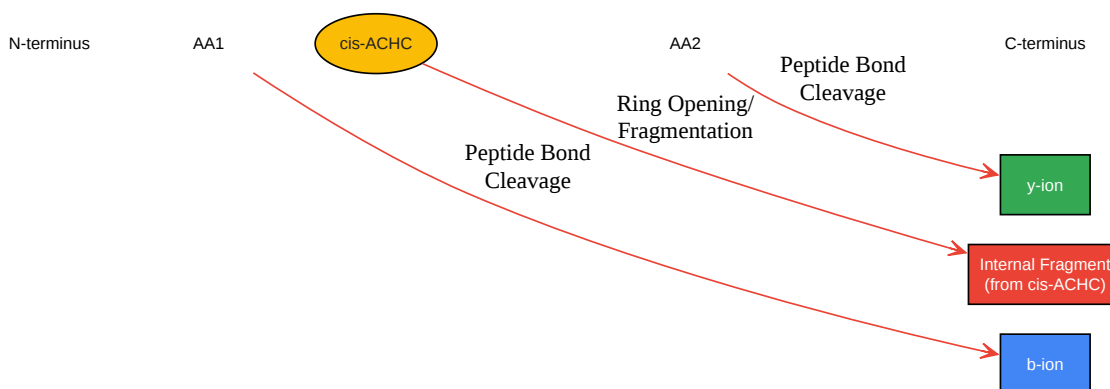 N-terminus
AA1
cis-ACHC
AA2
C-terminus
Peptide Bond
Cleavage
Ring Opening/
Fragmentation
Peptide Bond
Cleavage
y-ion
Internal Fragment
(from cis-ACHC)
b-ion